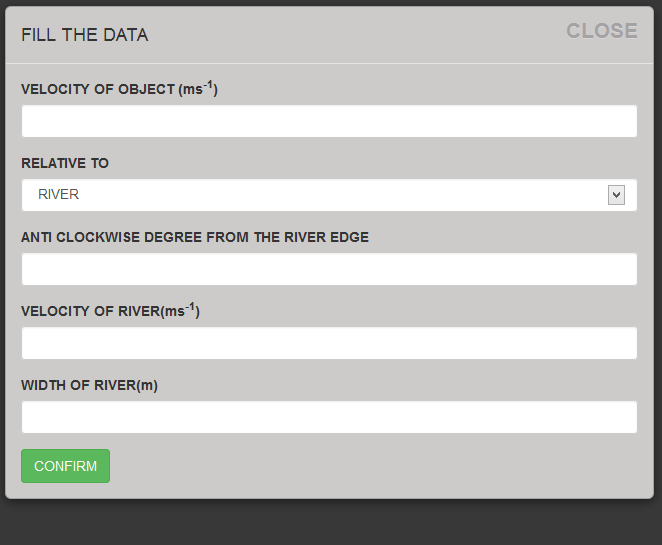 FILL THE DATA
CLOSE
VELOCITY OF OBJECT (ms⁻¹)
RELATIVE TO
RIVER
ANTI CLOCKWISE DEGREE FROM THE RIVER EDGE
VELOCITY OF RIVER(ms⁻¹)
WIDTH OF RIVER(m)
CONFIRM